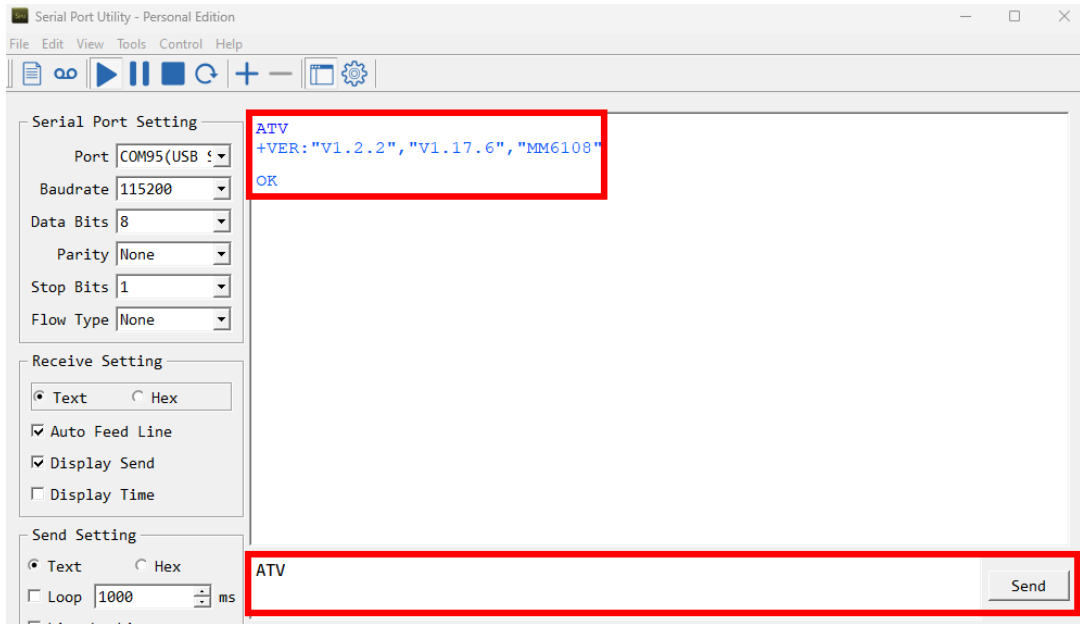 Serial Port Utility - Personal Edition
File Edit View Tools Control Help
Serial Port Setting
Port COM95(USB S
Baudrate 115200
Data Bits 8
Parity None
Stop Bits 1
Flow Type None
Receive Setting
Text Hex
Auto Feed Line
Display Send
Display Time
Send Setting
Text Hex
Loop 1000 ms
ATV
+VER:"V1.2.2","V1.17.6","MM6108"
OK
ATV
Send